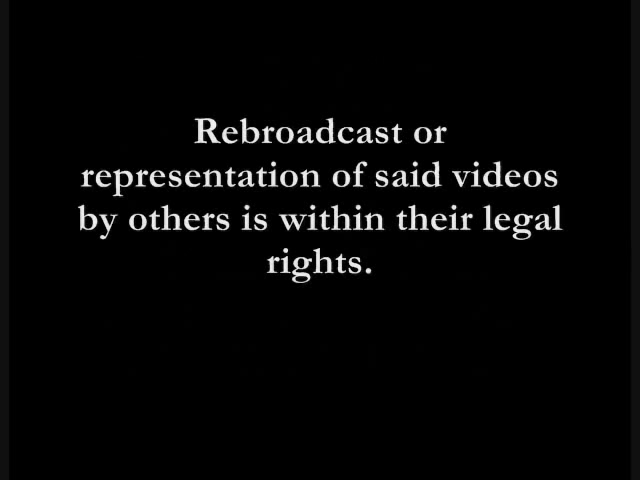 Rebroadcast or
representation of said videos
by others is within their legal
rights.